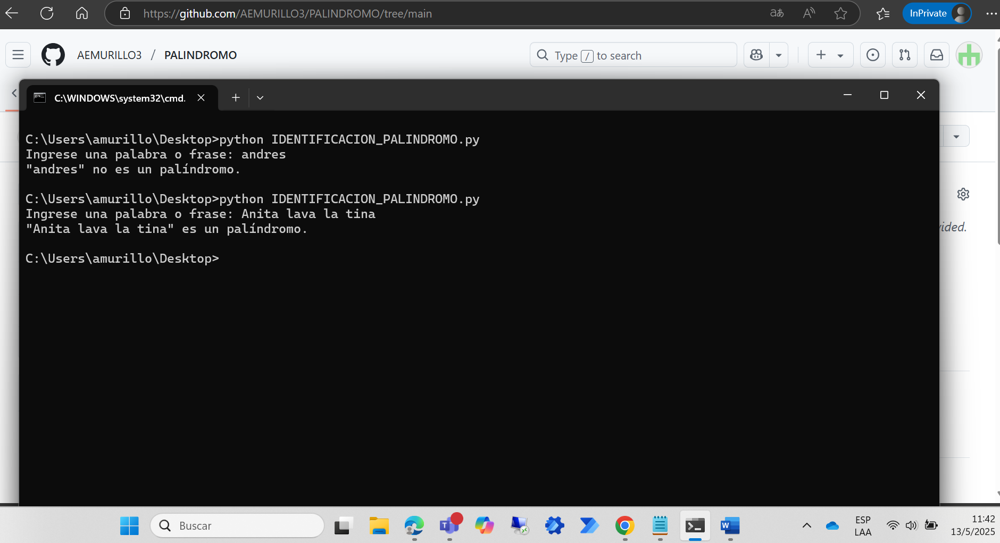 https://github.com/AEMURILLO3/PALINDROMO/tree/main
InPrivate
AEMURILLO3 / PALINDROMO
Type / to search
C:\WINDOWS\system32\cmd.
C:\Users\amurillo\Desktop>python IDENTIFICACION_PALINDROMO.py
Ingrese una palabra o frase: andres
"andres" no es un palíndromo.
C:\Users\amurillo\Desktop>python IDENTIFICACION_PALINDROMO.py
Ingrese una palabra o frase: Anita lava la tina
"Anita lava la tina" es un palíndromo.
C:\Users\amurillo\Desktop>
vided.
Buscar
ESP
LAA
11:42
13/5/2025